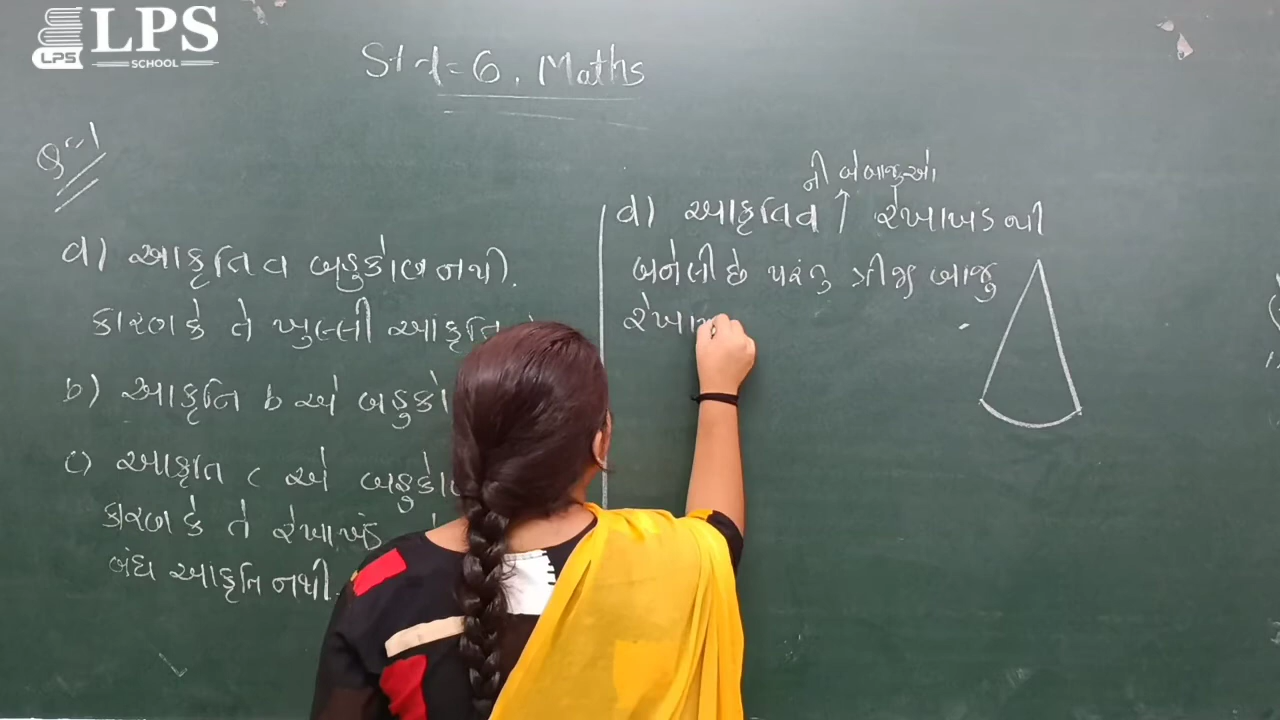 LPS
LPS
SCHOOL
Std = 6, Maths
Q-1
a) આકૃતિ a બહુકોણ નથી.
કારણ કે તે ખુલ્લી આકૃતિ
b) આકૃતિ b એ બહુકો
c) આકૃતિ c એ બહુકો
કારણ કે તે રેખાખંડ
બંધ આકૃતિ નથી.
ની બે બાજુઓ
d) આકૃતિ ↑ રેખાખંડ થી
બનેલી છે પરંતુ ત્રીજી બાજુ
રેખા